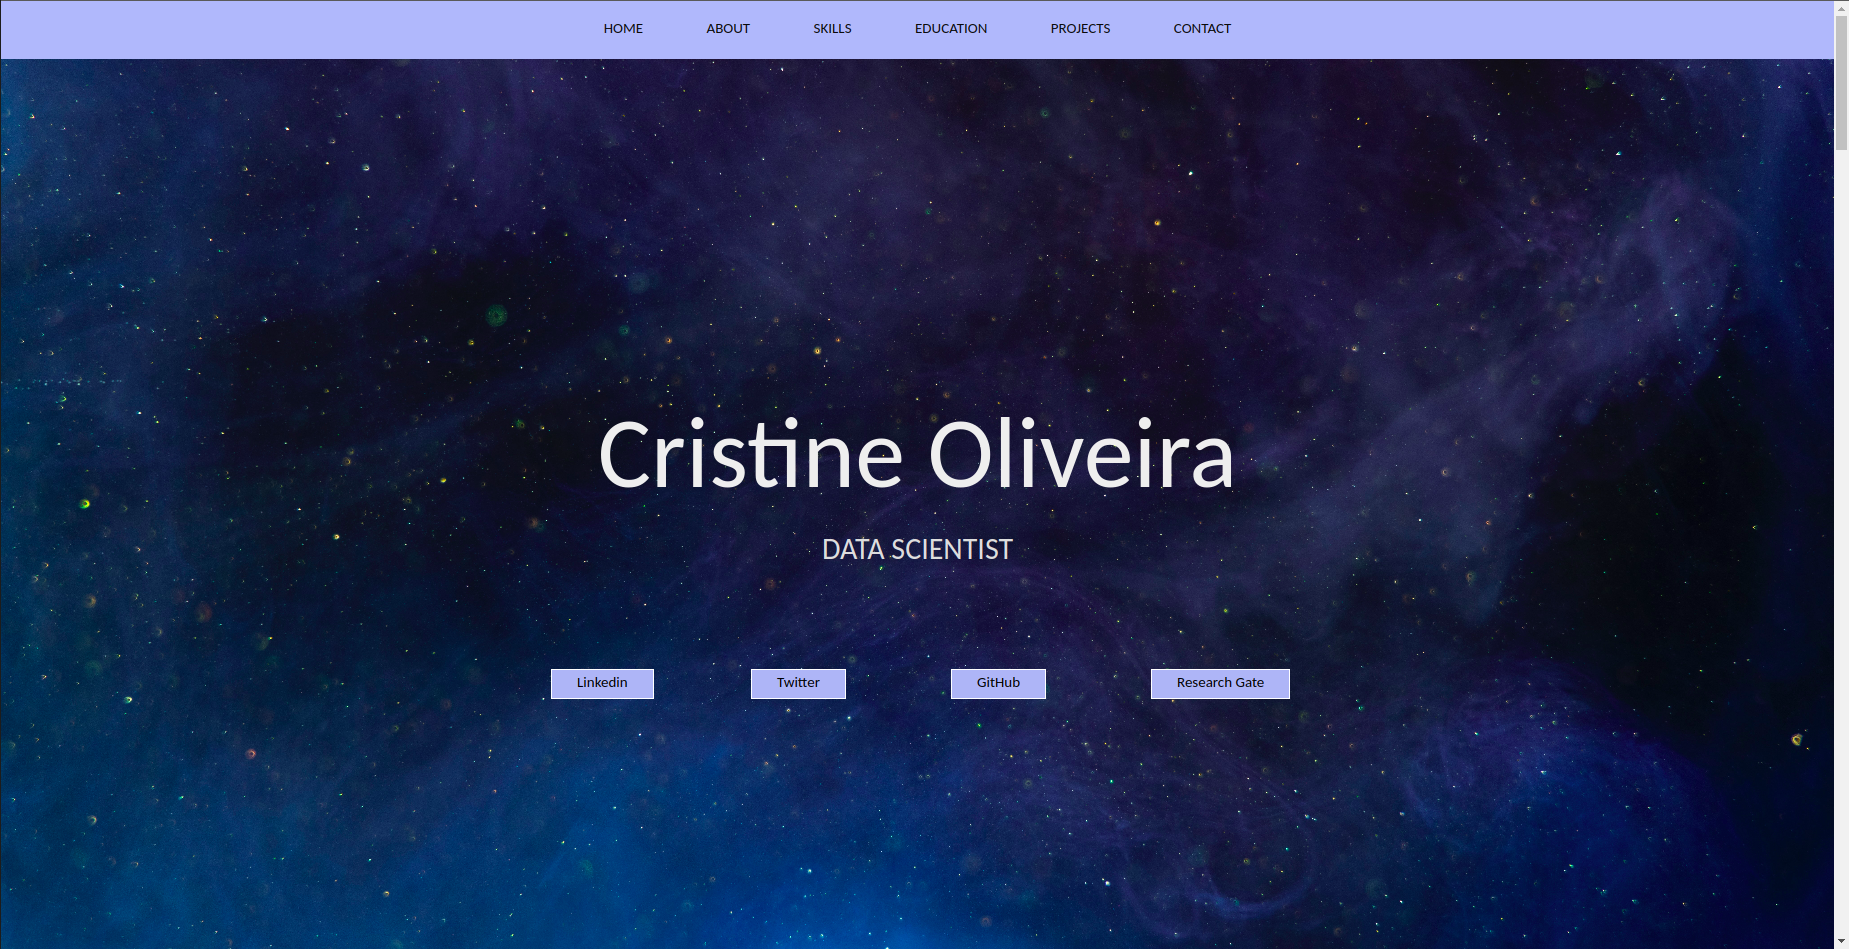 HOME ABOUT SKILLS EDUCATION PROJECTS CONTACT
Cristine Oliveira
DATA SCIENTIST
Linkedin Twitter GitHub Research Gate